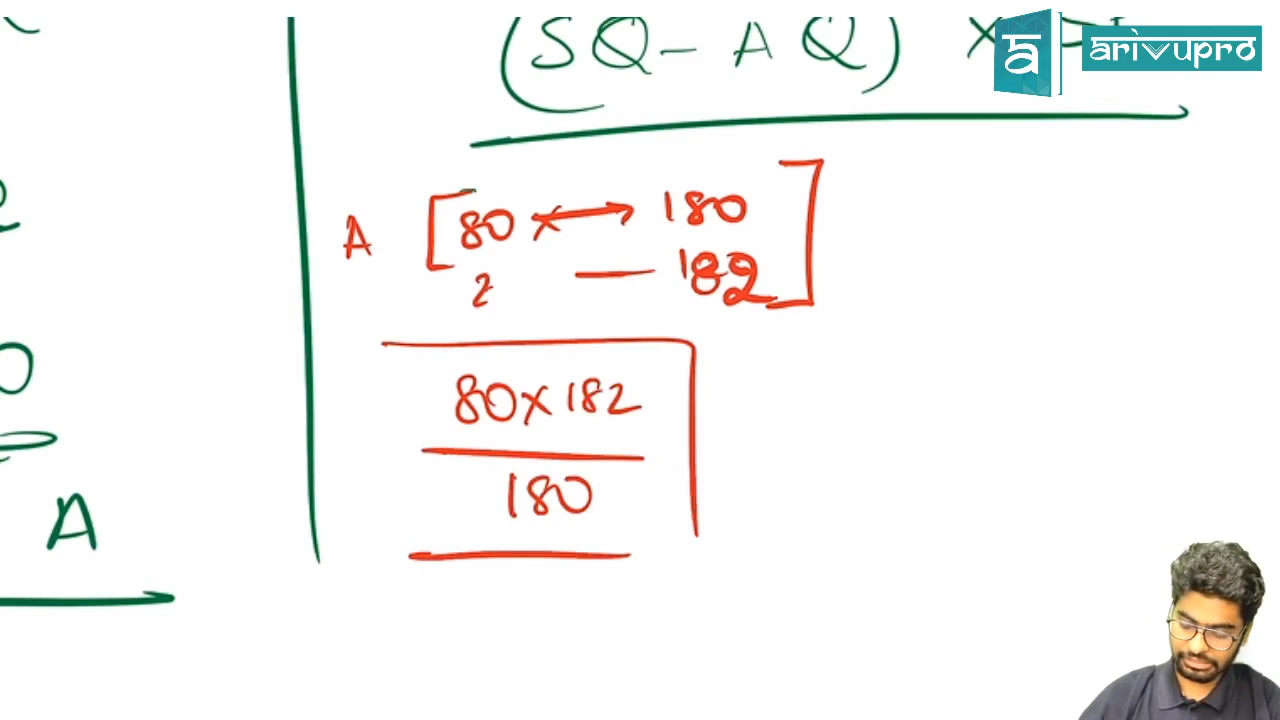 (SQ - AQ) ×
ā arivupro
A [80 × → 180
2 — 182]
80 × 182
180
A